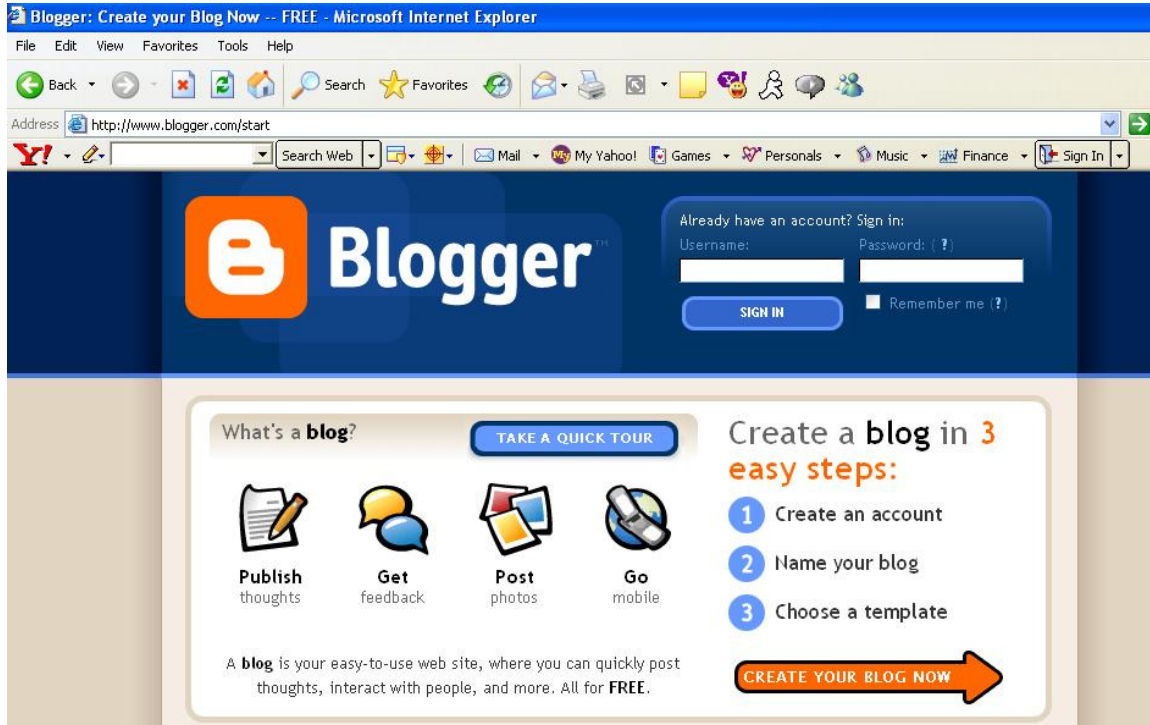 Blogger: Create your Blog Now -- FREE - Microsoft Internet Explorer
File Edit View Favorites Tools Help
Back Search Favorites
Address http://www.blogger.com/start
Y! Search Web Mail My My Yahoo! Games Personals Music Finance Sign In
Blogger™
Already have an account? Sign in:
Username: Password: (?)
SIGN IN Remember me (?)
What's a blog?
TAKE A QUICK TOUR
Publish
thoughts
Get
feedback
Post
photos
Go
mobile
A blog is your easy-to-use web site, where you can quickly post
thoughts, interact with people, and more. All for FREE.
Create a blog in 3
easy steps:
1 Create an account
2 Name your blog
3 Choose a template
CREATE YOUR BLOG NOW